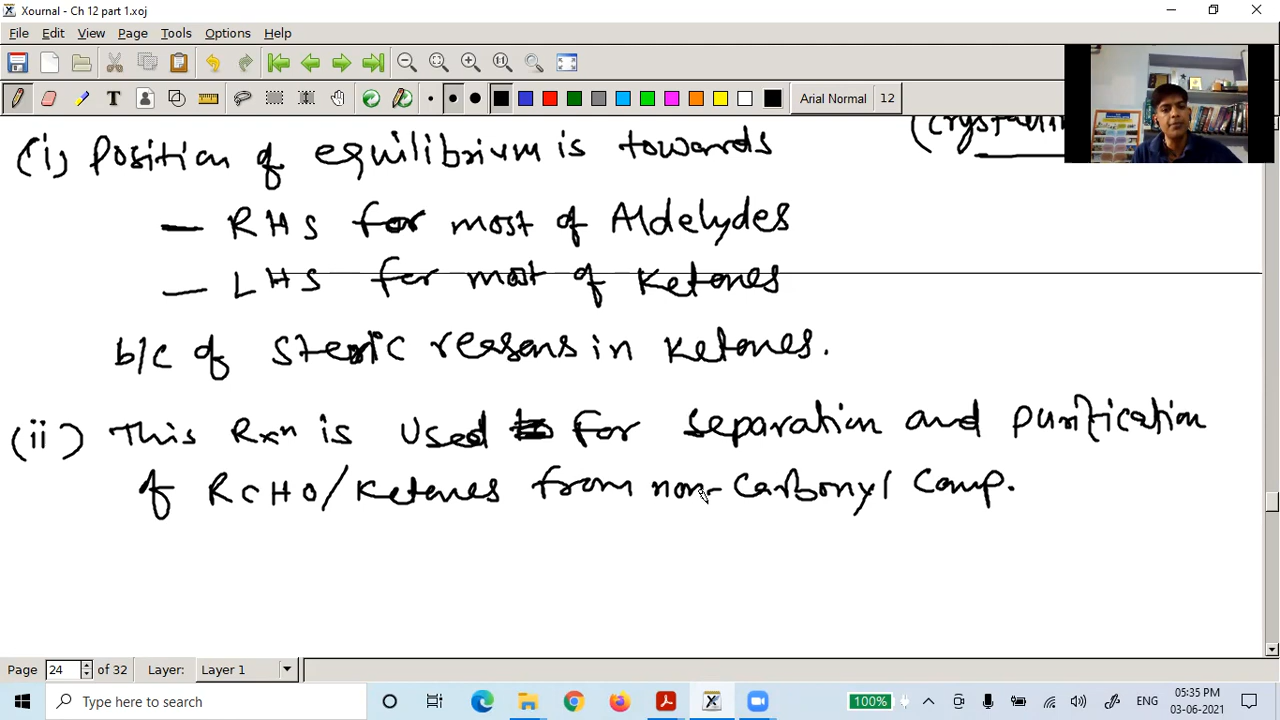 Xournal - Ch 12 part 1.xoj
File Edit View Page Tools Options Help
Arial Normal 12
(i) Position of equilibrium is towards
(crystallin
— RHS for most of Aldehydes
— LHS for most of Ketones
b/c of Steric reasons in Ketones.
(ii) This Rxn is used for separation and purification
of RCHO/Ketones from non-Carbonyl Comp.
Page 24 of 32 Layer: Layer 1
Type here to search
100%
ENG
05:35 PM
03-06-2021